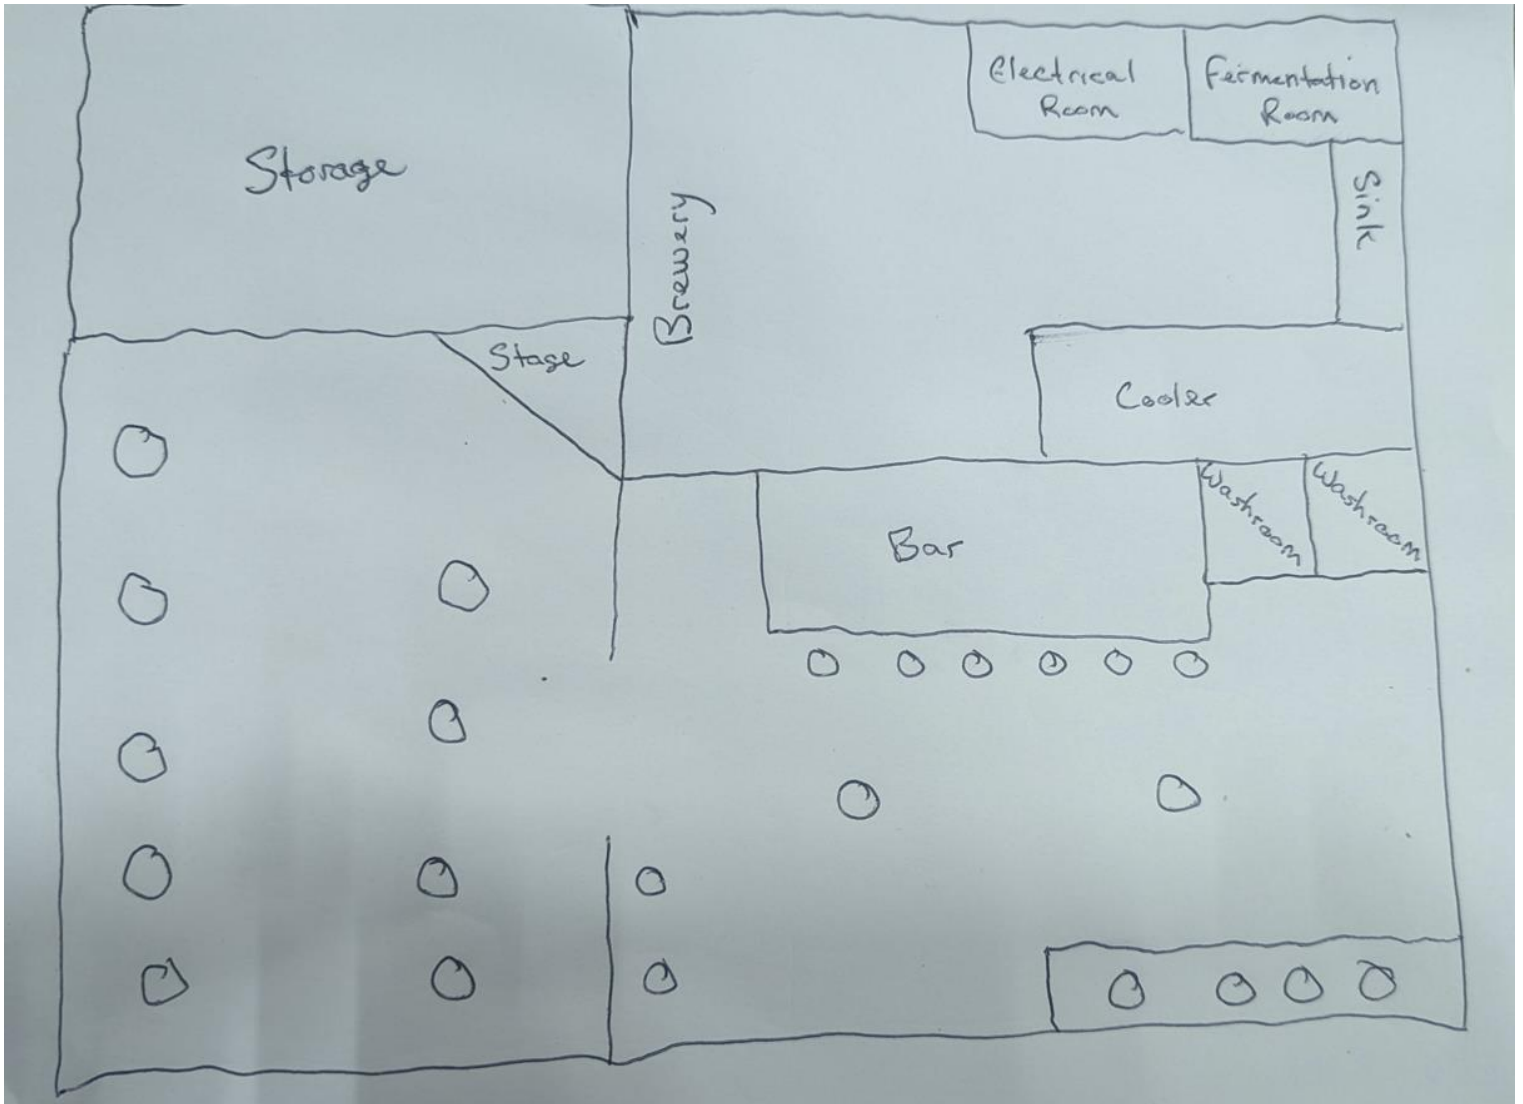 Electrical
Room
Fermentation
Room
Storage
Sink
Brewery
Stage
Cooler
Washroom
Washroom
Bar